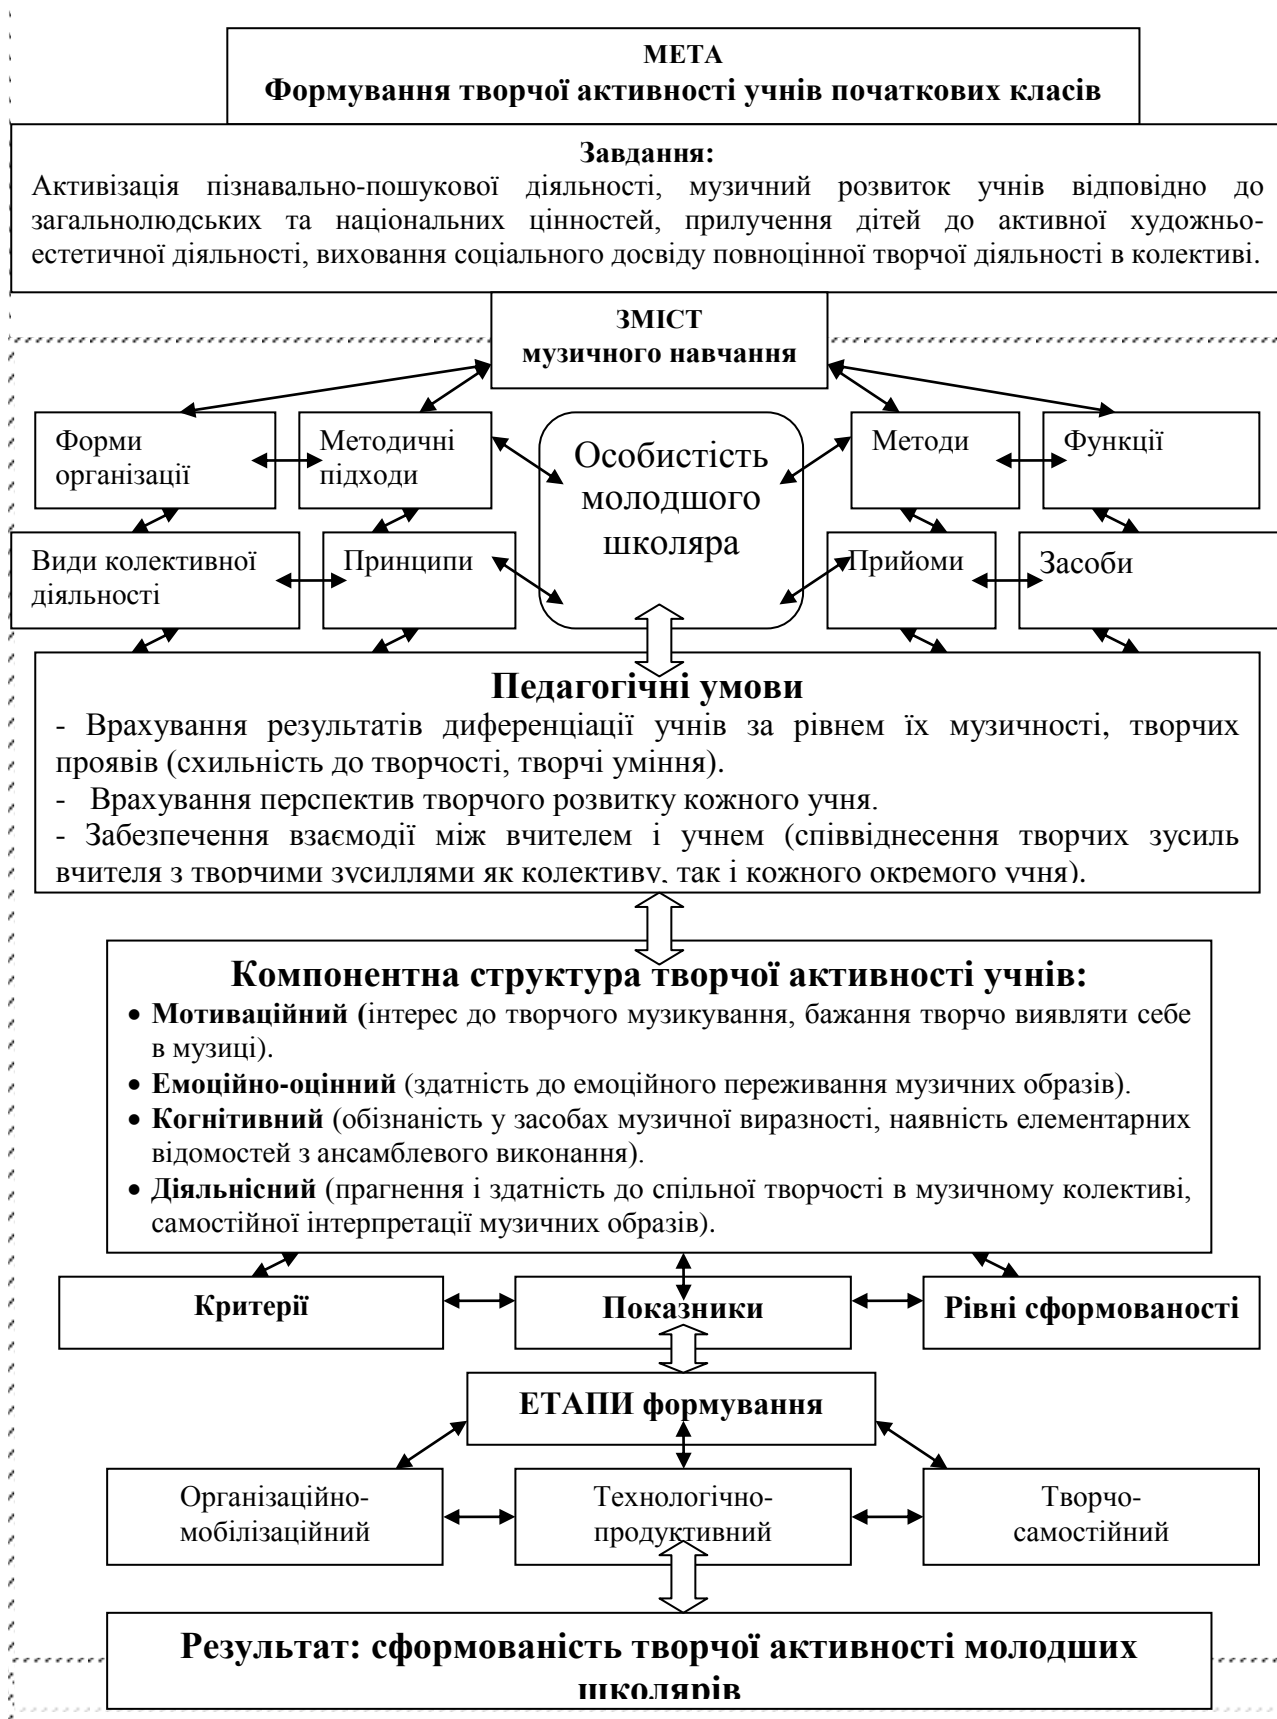 МЕТА
Формування творчої активності учнів початкових класів
Завдання:
Активізація пізнавально-пошукової діяльності, музичний розвиток учнів відповідно до
загальнолюдських та національних цінностей, прилучення дітей до активної художньо-
естетичної діяльності, виховання соціального досвіду повноцінної творчої діяльності в колективі.
ЗМІСТ
музичного навчання
Форми
організації
Методичні
підходи
Особистість
молодшого
школяра
Методи
Функції
Види колективної
діяльності
Принципи
Прийоми
Засоби
Педагогічні умови
- Врахування результатів диференціації учнів за рівнем їх музичності, творчих
проявів (схильність до творчості, творчі уміння).
- Врахування перспектив творчого розвитку кожного учня.
- Забезпечення взаємодії між вчителем і учнем (співвіднесення творчих зусиль
вчителя з творчими зусиллями як колективу, так і кожного окремого учня).
Компонентна структура творчої активності учнів:
• Мотиваційний (інтерес до творчого музикування, бажання творчо виявляти себе
в музиці).
• Емоційно-оцінний (здатність до емоційного переживання музичних образів).
• Когнітивний (обізнаність у засобах музичної виразності, наявність елементарних
відомостей з ансамблевого виконання).
• Діяльнісний (прагнення і здатність до спільної творчості в музичному колективі,
самостійної інтерпретації музичних образів).
Критерії
Показники
Рівні сформованості
ЕТАПИ формування
Організаційно-
мобілізаційний
Технологічно-
продуктивний
Творчо-
самостійний
Результат: сформованість творчої активності молодших
школярів